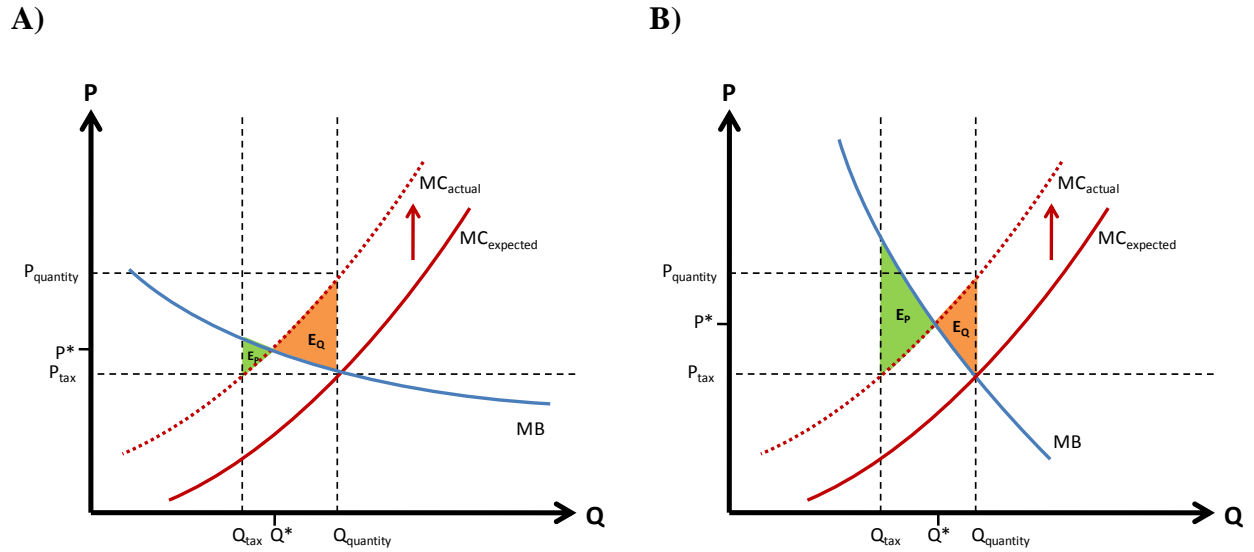 A)
P
MC_actual
MC_expected
P_quantity
P*
P_tax
E_P
E_Q
MB
Q_tax Q* Q_quantity
Q
B)
P
MC_actual
MC_expected
P_quantity
P*
P_tax
E_P
E_Q
MB
Q_tax Q* Q_quantity
Q